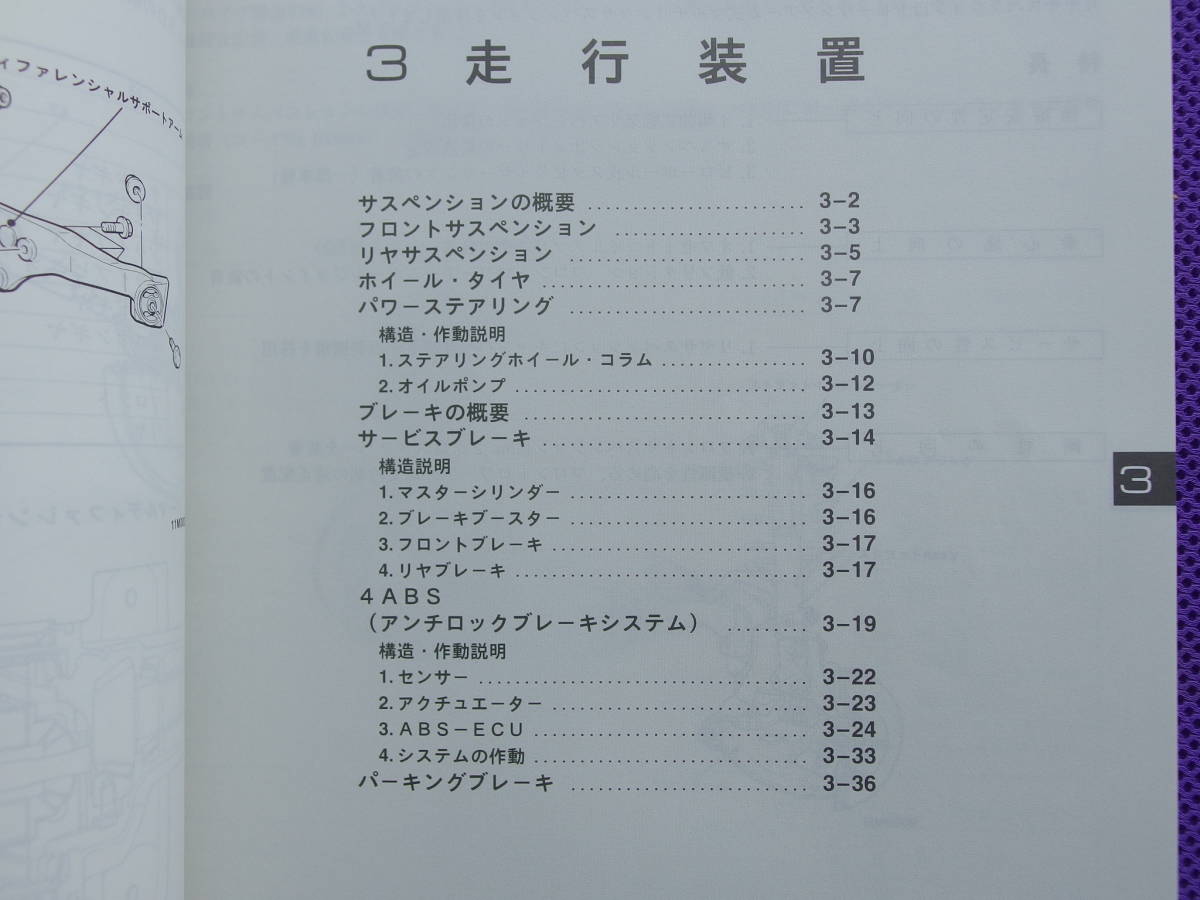 ィファレンシャルサポートアーム
3 走行装置
サスペンションの概要 ........................ 3−2
フロントサスペンション ..................... 3−3
リヤサスペンション .......................... 3−5
ホイール・タイヤ ............................. 3−7
パワーステアリング .......................... 3−7
構造・作動説明
1.ステアリングホイール・コラム ................ 3−10
2.オイルポンプ ................................ 3−12
ブレーキの概要 ............................... 3−13
サービスブレーキ ............................. 3−14
構造説明
1.マスターシリンダー .......................... 3−16
2.ブレーキブースター .......................... 3−16
3.フロントブレーキ ............................ 3−17
4.リヤブレーキ ................................ 3−17
4ABS
(アンチロックブレーキシステム) ......... 3−19
構造・作動説明
1.センサー .................................... 3−22
2.アクチュエーター ............................ 3−23
3.ABS−ECU .............................. 3−24
4.システムの作動 .............................. 3−33
パーキングブレーキ .......................... 3−36
3